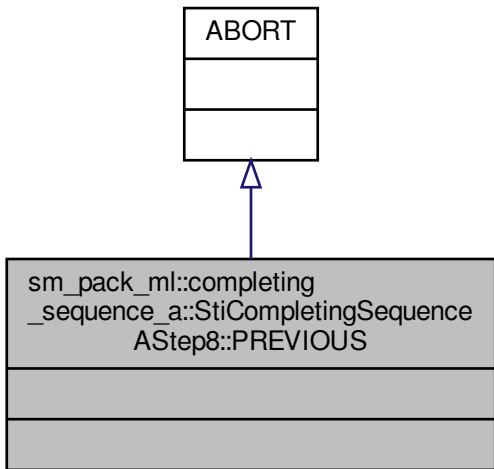 ABORT
sm_pack_ml::completing
_sequence_a::StiCompletingSequence
AStep8::PREVIOUS